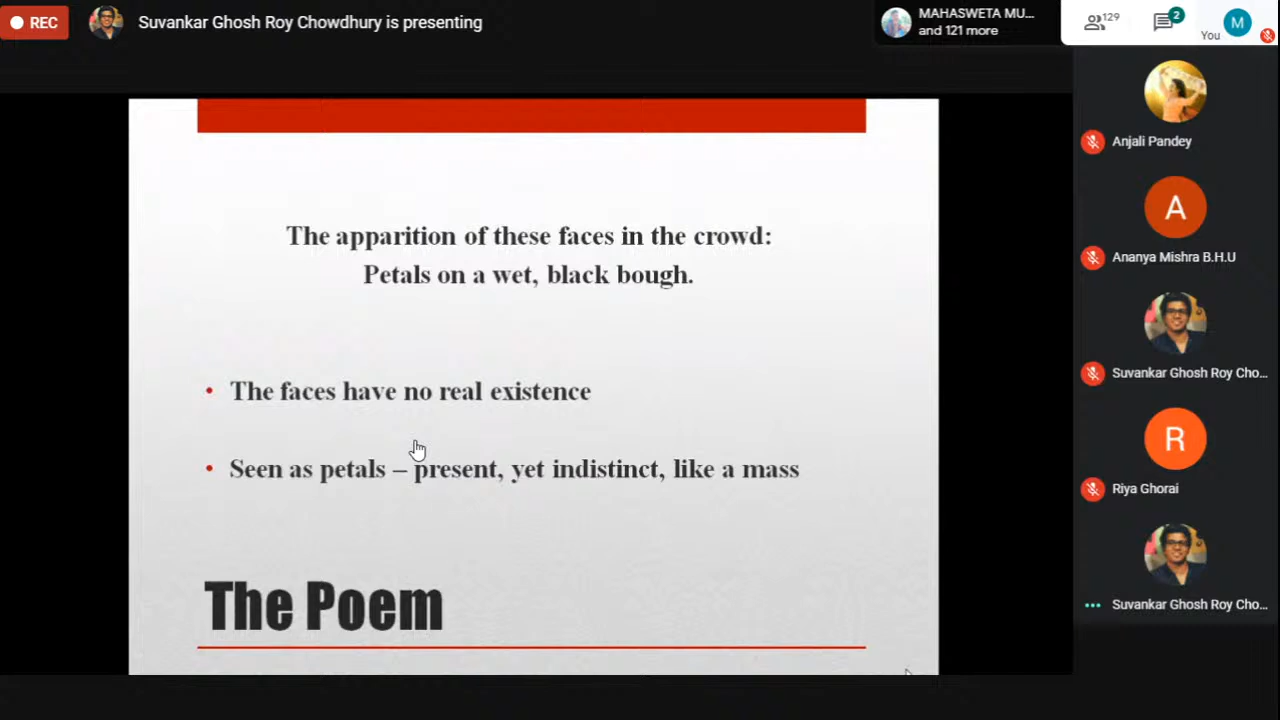 REC
Suvankar Ghosh Roy Chowdhury is presenting
MAHASWETA MU...
and 121 more
129
2
You
M
The apparition of these faces in the crowd:
Petals on a wet, black bough.
• The faces have no real existence
• Seen as petals – present, yet indistinct, like a mass
The Poem
Anjali Pandey
A
Ananya Mishra B.H.U
Suvankar Ghosh Roy Cho...
R
Riya Ghorai
Suvankar Ghosh Roy Cho...